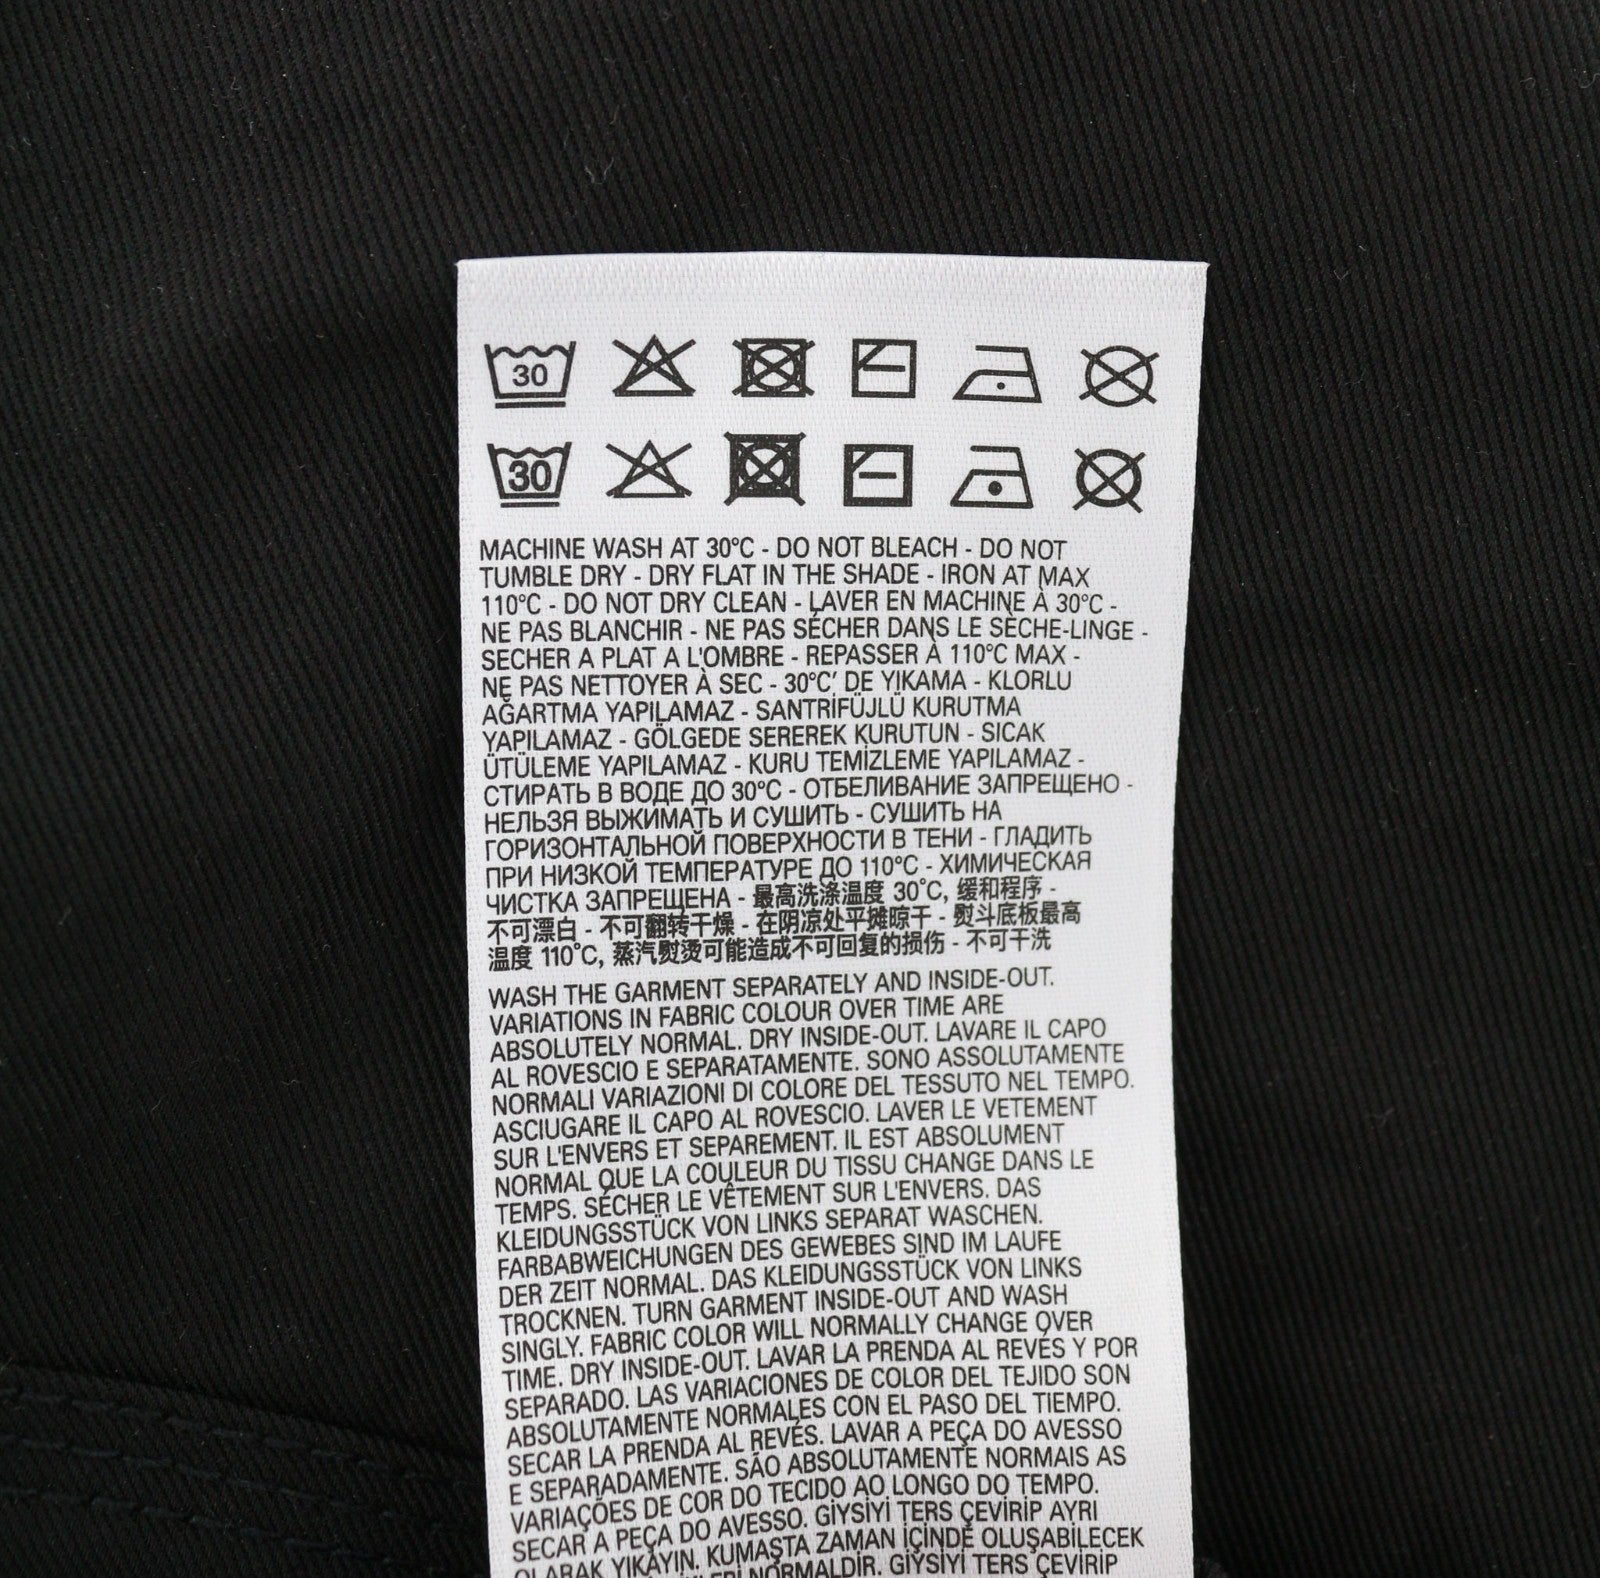 30
30
MACHINE WASH AT 30°C - DO NOT BLEACH - DO NOT
TUMBLE DRY - DRY FLAT IN THE SHADE - IRON AT MAX
110°C - DO NOT DRY CLEAN - LAVER EN MACHINE À 30°C -
NE PAS BLANCHIR - NE PAS SÉCHER DANS LE SÈCHE-LINGE -
SECHER A PLAT A L'OMBRE - REPASSER À 110°C MAX -
NE PAS NETTOYER À SEC - 30°C' DE YIKAMA - KLORLU
AĞARTMA YAPILAMAZ - SANTRİFÜJLÜ KURUTMA
YAPILAMAZ - GÖLGEDE SEREREK KURUTUN - SICAK
ÜTÜLEME YAPILAMAZ - KURU TEMİZLEME YAPILAMAZ -
СТИРАТЬ В ВОДЕ ДО 30°C - ОТБЕЛИВАНИЕ ЗАПРЕЩЕНО -
НЕЛЬЗЯ ВЫЖИМАТЬ И СУШИТЬ - СУШИТЬ НА
ГОРИЗОНТАЛЬНОЙ ПОВЕРХНОСТИ В ТЕНИ - ГЛАДИТЬ
ПРИ НИЗКОЙ ТЕМПЕРАТУРЕ ДО 110°C - ХИМИЧЕСКАЯ
ЧИСТКА ЗАПРЕЩЕНА - 最高洗涤温度 30°C, 缓和程序 -
不可漂白 - 不可翻转干燥 - 在阴凉处平摊晾干 - 熨斗底板最高
温度 110°C, 蒸汽熨烫可能造成不可回复的损伤 - 不可干洗
WASH THE GARMENT SEPARATELY AND INSIDE-OUT.
VARIATIONS IN FABRIC COLOUR OVER TIME ARE
ABSOLUTELY NORMAL. DRY INSIDE-OUT. LAVARE IL CAPO
AL ROVESCIO E SEPARATAMENTE. SONO ASSOLUTAMENTE
NORMALI VARIAZIONI DI COLORE DEL TESSUTO NEL TEMPO.
ASCIUGARE IL CAPO AL ROVESCIO. LAVER LE VETEMENT
SUR L'ENVERS ET SEPAREMENT. IL EST ABSOLUMENT
NORMAL QUE LA COULEUR DU TISSU CHANGE DANS LE
TEMPS. SÉCHER LE VÊTEMENT SUR L'ENVERS. DAS
KLEIDUNGSSTÜCK VON LINKS SEPARAT WASCHEN.
FARBABWEICHUNGEN DES GEWEBES SIND IM LAUFE
DER ZEIT NORMAL. DAS KLEIDUNGSSTÜCK VON LINKS
TROCKNEN. TURN GARMENT INSIDE-OUT AND WASH
SINGLY. FABRIC COLOR WILL NORMALLY CHANGE OVER
TIME. DRY INSIDE-OUT. LAVAR LA PRENDA AL REVÉS Y POR
SEPARADO. LAS VARIACIONES DE COLOR DEL TEJIDO SON
ABSOLUTAMENTE NORMALES CON EL PASO DEL TIEMPO.
SECAR LA PRENDA AL REVÉS. LAVAR A PEÇA DO AVESSO
E SEPARADAMENTE. SÃO ABSOLUTAMENTE NORMAIS AS
VARIAÇÕES DE COR DO TECIDO AO LONGO DO TEMPO.
SECAR A PEÇA DO AVESSO. GİYSİYİ TERS ÇEVİRİP AYRI
OLARAK YIKAYIN. KUMAŞTA ZAMAN İÇİNDE OLUŞABİLECEK
NORMALDİR. GİYSİYİ TERS ÇEVİRİP